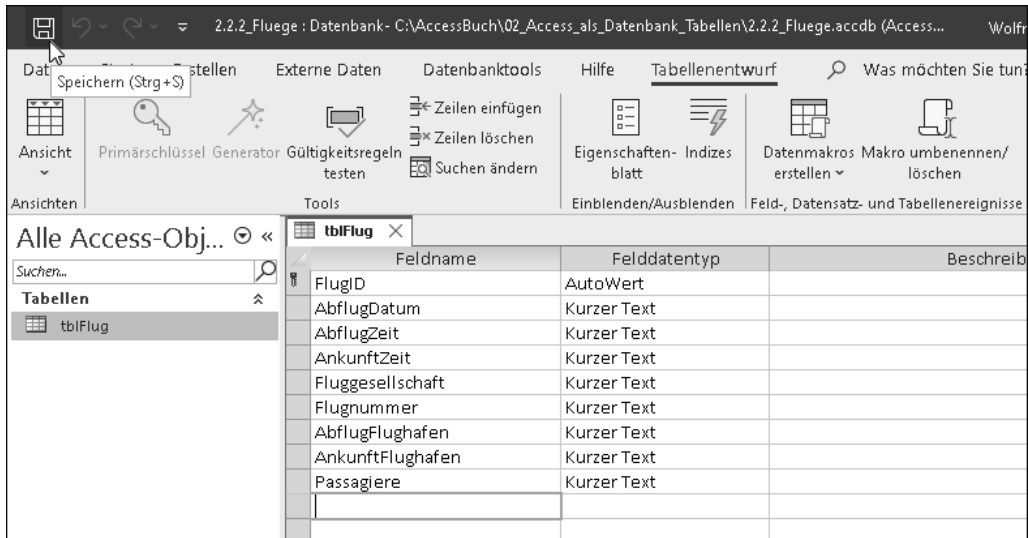 2.2.2_Fluege : Datenbank- C:\AccessBuch\02_Access_als_Datenbank_Tabellen\2.2.2_Fluege.accdb (Access... Wolfr
Dat stellen Externe Daten Datenbanktools Hilfe Tabellenentwurf Was möchten Sie tun?
Speichern (Strg+S)
Zeilen einfügen
Zeilen löschen
Suchen ändern
Ansicht Primärschlüssel Generator Gültigkeitsregeln testen Eigenschaften- blatt Indizes Datenmakros erstellen Makro umbenennen/ löschen
Ansichten Tools Einblenden/Ausblenden Feld-, Datensatz- und Tabellenereignisse
Alle Access-Obj... «
Suchen...
Tabellen
tblFlug
tblFlug
Feldname Felddatentyp Beschreib
FlugID AutoWert
AbflugDatum Kurzer Text
AbflugZeit Kurzer Text
AnkunftZeit Kurzer Text
Fluggesellschaft Kurzer Text
Flugnummer Kurzer Text
AbflugFlughafen Kurzer Text
AnkunftFlughafen Kurzer Text
Passagiere Kurzer Text